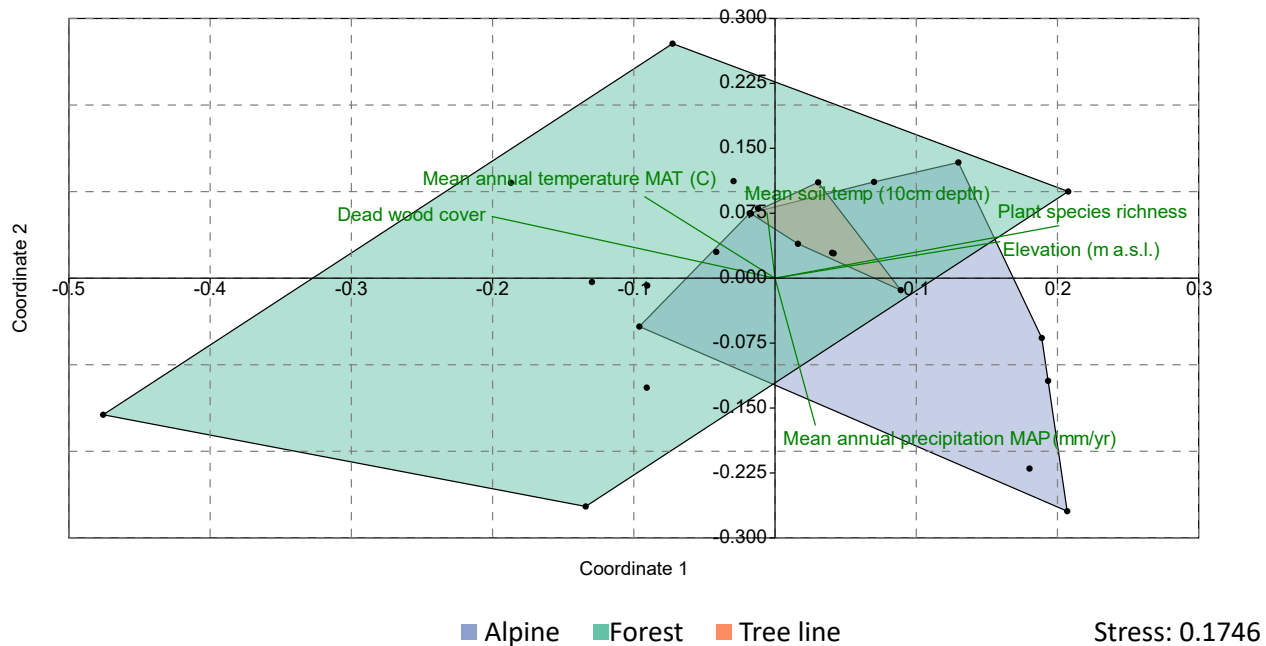 0.300
0.225
0.150
Mean annual temperature MAT (C)
Mean soil temp (10cm depth)
Dead wood cover
0.075
Plant species richness
Elevation (m a.s.l.)
0.000
-0.5 -0.4 -0.3 -0.2 -0.1 0.1 0.2 0.3
Coordinate 2
-0.075
-0.150
Mean annual precipitation MAP (mm/yr)
-0.225
-0.300
Coordinate 1
Alpine Forest Tree line Stress: 0.1746